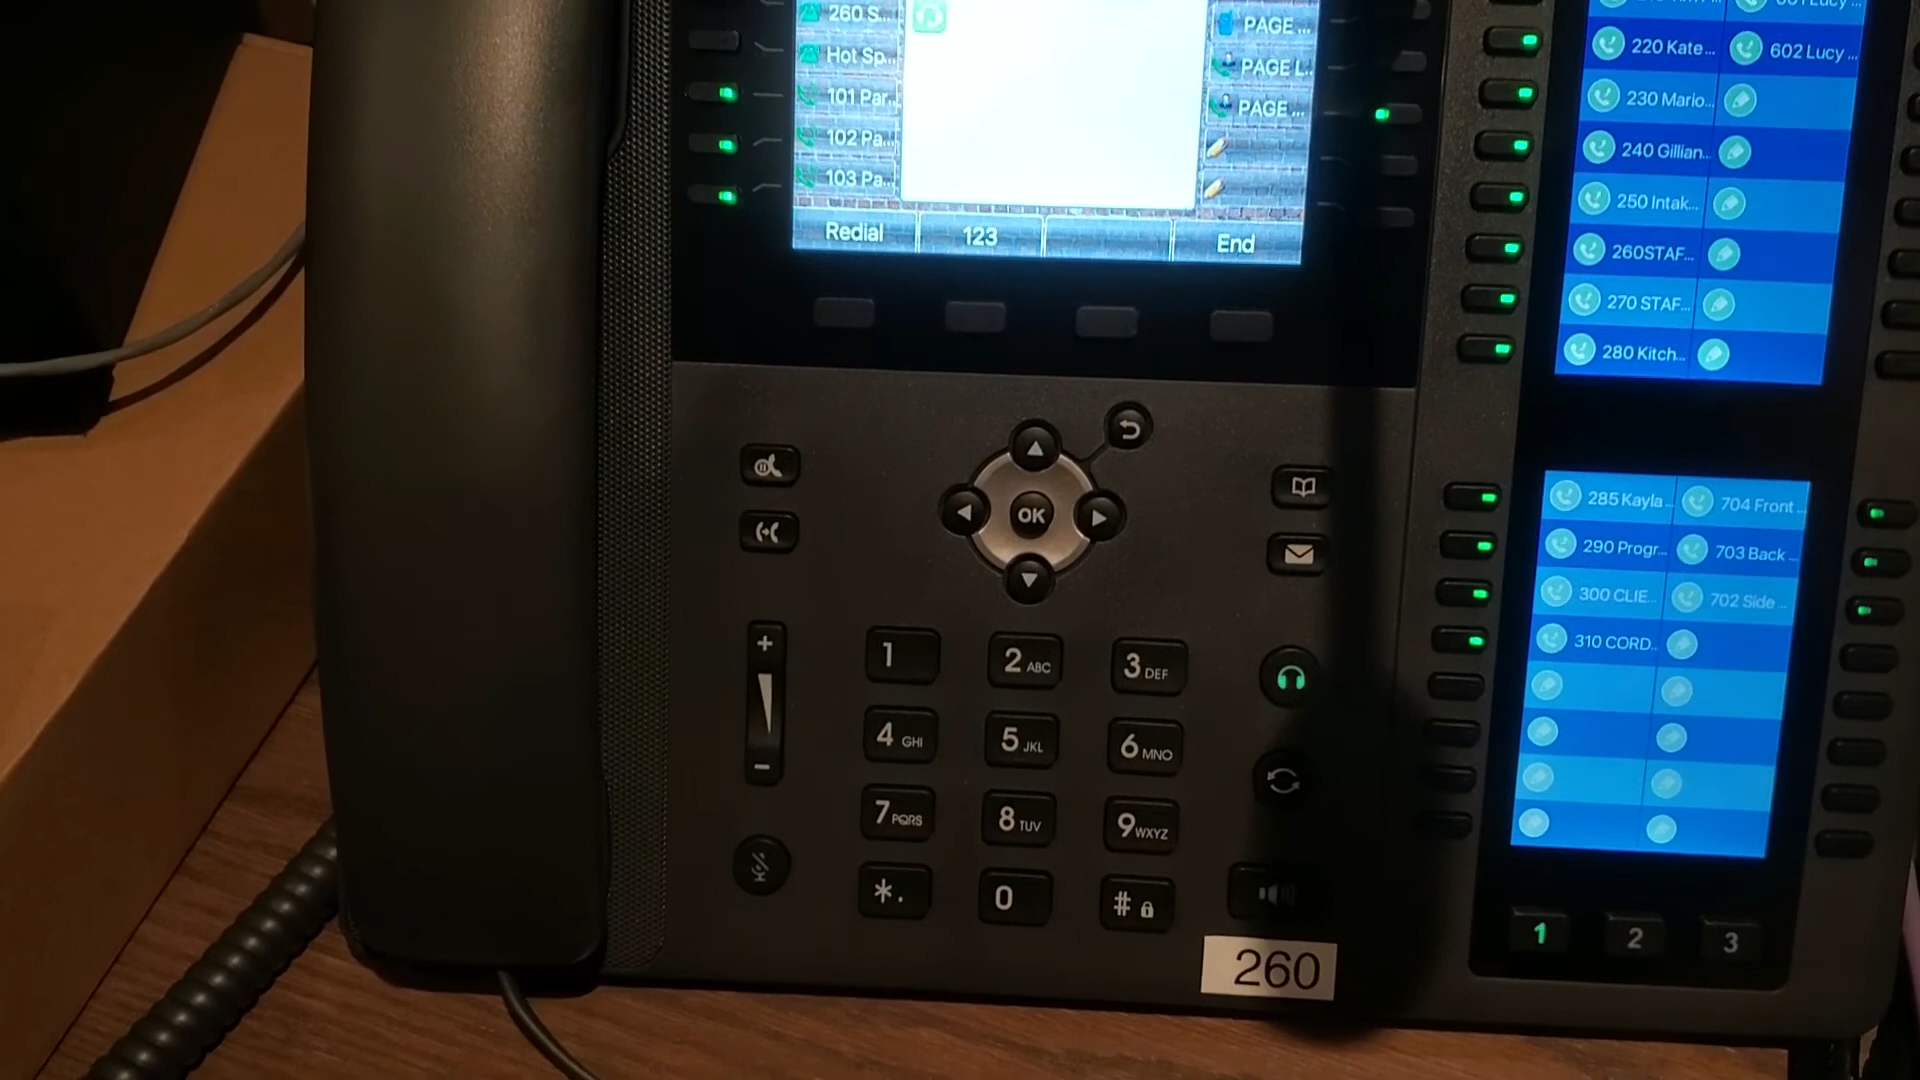 260 S...
Hot Sp...
101 Par...
102 Pa...
103 Pa...
PAGE ...
PAGE L..
PAGE ...
Redial
123
End
220 Kate...
602 Lucy ...
230 Mario...
240 Gillian...
250 Intak...
260STAF...
270 STAF...
280 Kitch...
285 Kayla ...
704 Front ...
290 Progr...
703 Back ...
300 CLIE...
702 Side ...
310 CORD..
OK
+
-
1
2 ABC
3 DEF
4 GHI
5 JKL
6 MNO
7 PQRS
8 TUV
9 WXYZ
*.
0
#
260
1
2
3